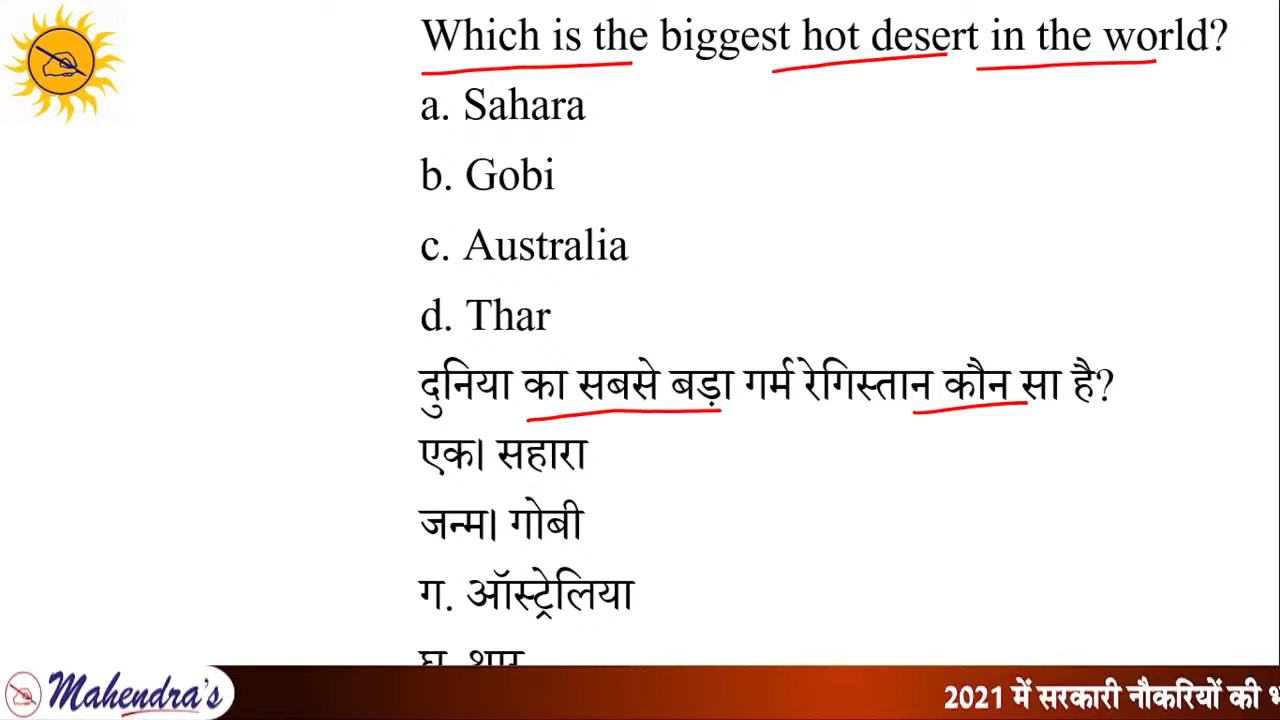 Which is the biggest hot desert in the world?
a. Sahara
b. Gobi
c. Australia
d. Thar
दुनिया का सबसे बड़ा गर्म रेगिस्तान कौन सा है?
एक। सहारा
जन्म। गोबी
ग. ऑस्ट्रेलिया
घ. थार
Mahendra's
2021 में सरकारी नौकरियों की